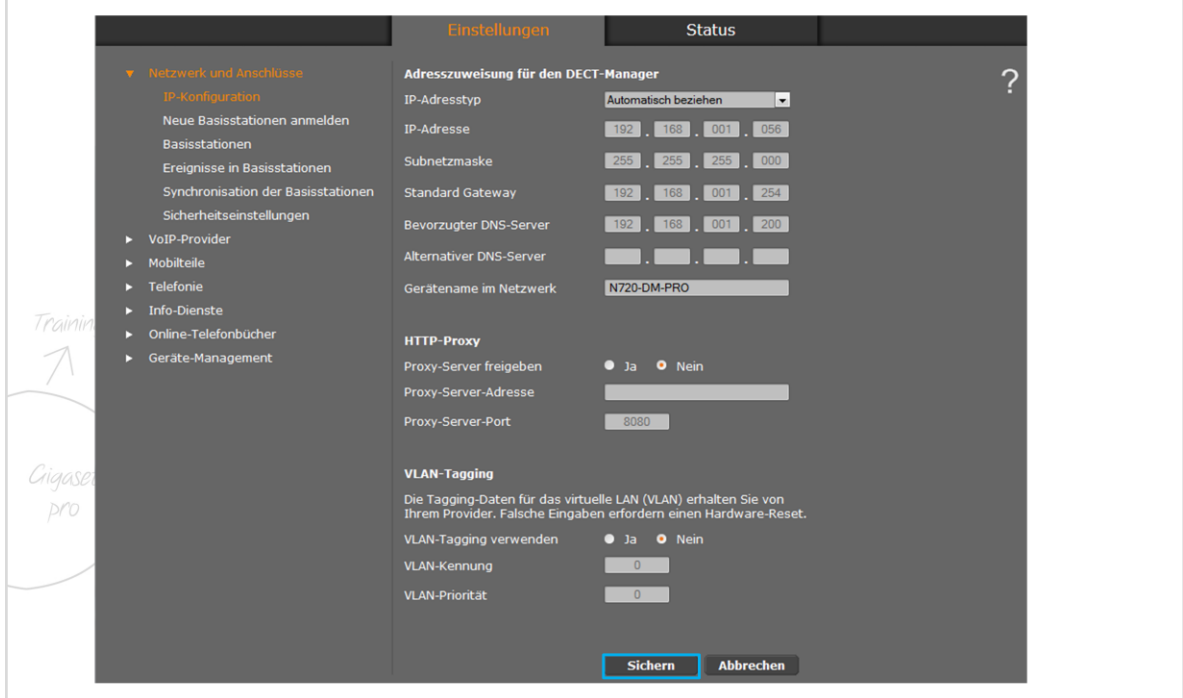 Einstellungen
Status
Netzwerk und Anschlüsse
IP-Konfiguration
Neue Basisstationen anmelden
Basisstationen
Ereignisse in Basisstationen
Synchronisation der Basisstationen
Sicherheitseinstellungen
VoIP-Provider
Mobilteile
Telefonie
Info-Dienste
Online-Telefonbücher
Geräte-Management
Adresszuweisung für den DECT-Manager
?
IP-Adresstyp Automatisch beziehen
IP-Adresse 192 . 168 . 001 . 056
Subnetzmaske 255 . 255 . 255 . 000
Standard Gateway 192 . 168 . 001 . 254
Bevorzugter DNS-Server 192 . 168 . 001 . 200
Alternativer DNS-Server . . .
Gerätename im Netzwerk N720-DM-PRO
HTTP-Proxy
Proxy-Server freigeben Ja Nein
Proxy-Server-Adresse
Proxy-Server-Port 8080
VLAN-Tagging
Die Tagging-Daten für das virtuelle LAN (VLAN) erhalten Sie von
Ihrem Provider. Falsche Eingaben erfordern einen Hardware-Reset.
VLAN-Tagging verwenden Ja Nein
VLAN-Kennung 0
VLAN-Priorität 0
Sichern Abbrechen
Trainin
Gigaset
pro